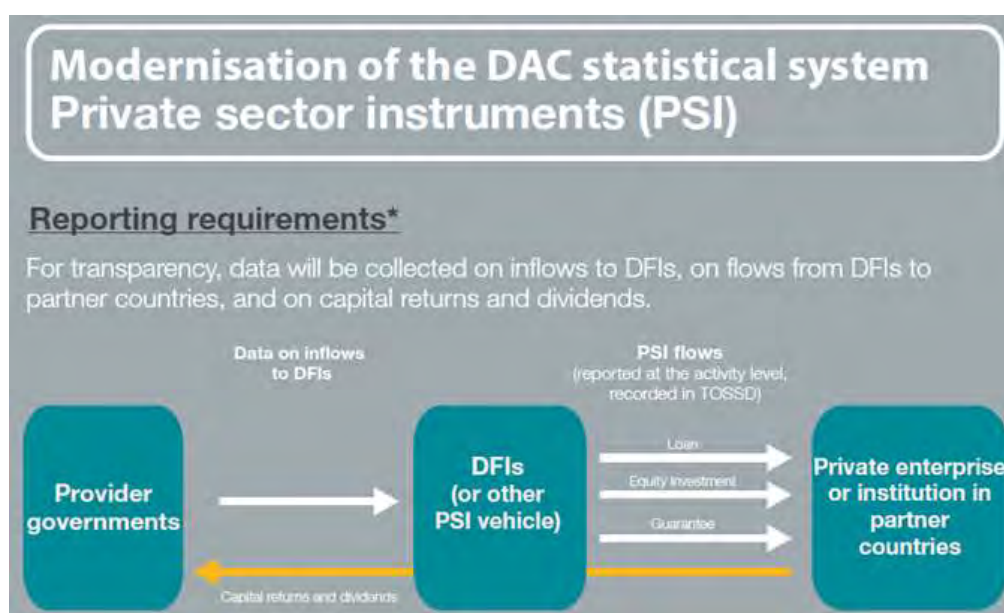 Modernisation of the DAC statistical system
Private sector instruments (PSI)
Reporting requirements*
For transparency, data will be collected on inflows to DFIs, on flows from DFIs to
partner countries, and on capital returns and dividends.
Data on inflows
to DFIs
PSI flows
(reported at the activity level,
recorded in TOSSD)
Provider
governments
DFIs
(or other
PSI vehicle)
Loan
Equity Investment
Guarantee
Private enterprise
or institution in
partner
countries
Capital returns and dividends